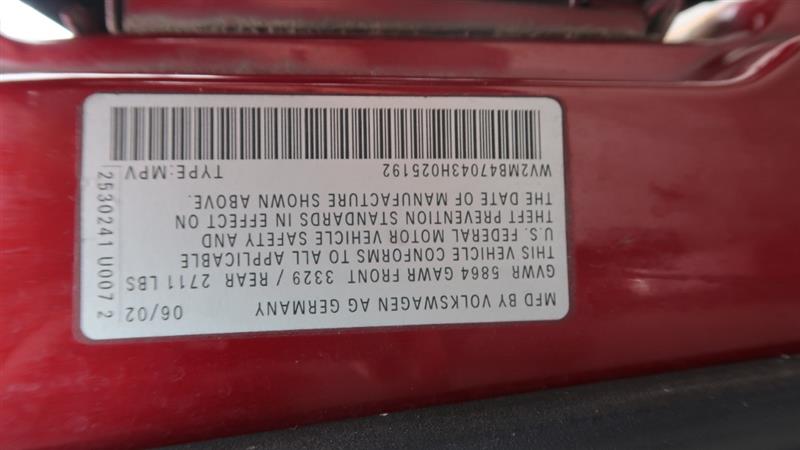 MFD BY VOLKSWAGEN AG GERMANY 06/02
GVWR 5864 GAWR FRONT 3329 / REAR 2711 LBS
THIS VEHICLE CONFORMS TO ALL APPLICABLE
U.S. FEDERAL MOTOR VEHICLE SAFETY AND
THEFT PREVENTION STANDARDS IN EFFECT ON
THE DATE OF MANUFACTURE SHOWN ABOVE.
WV2MB47043H025192 TYPE:MPV
2530241 U007 2